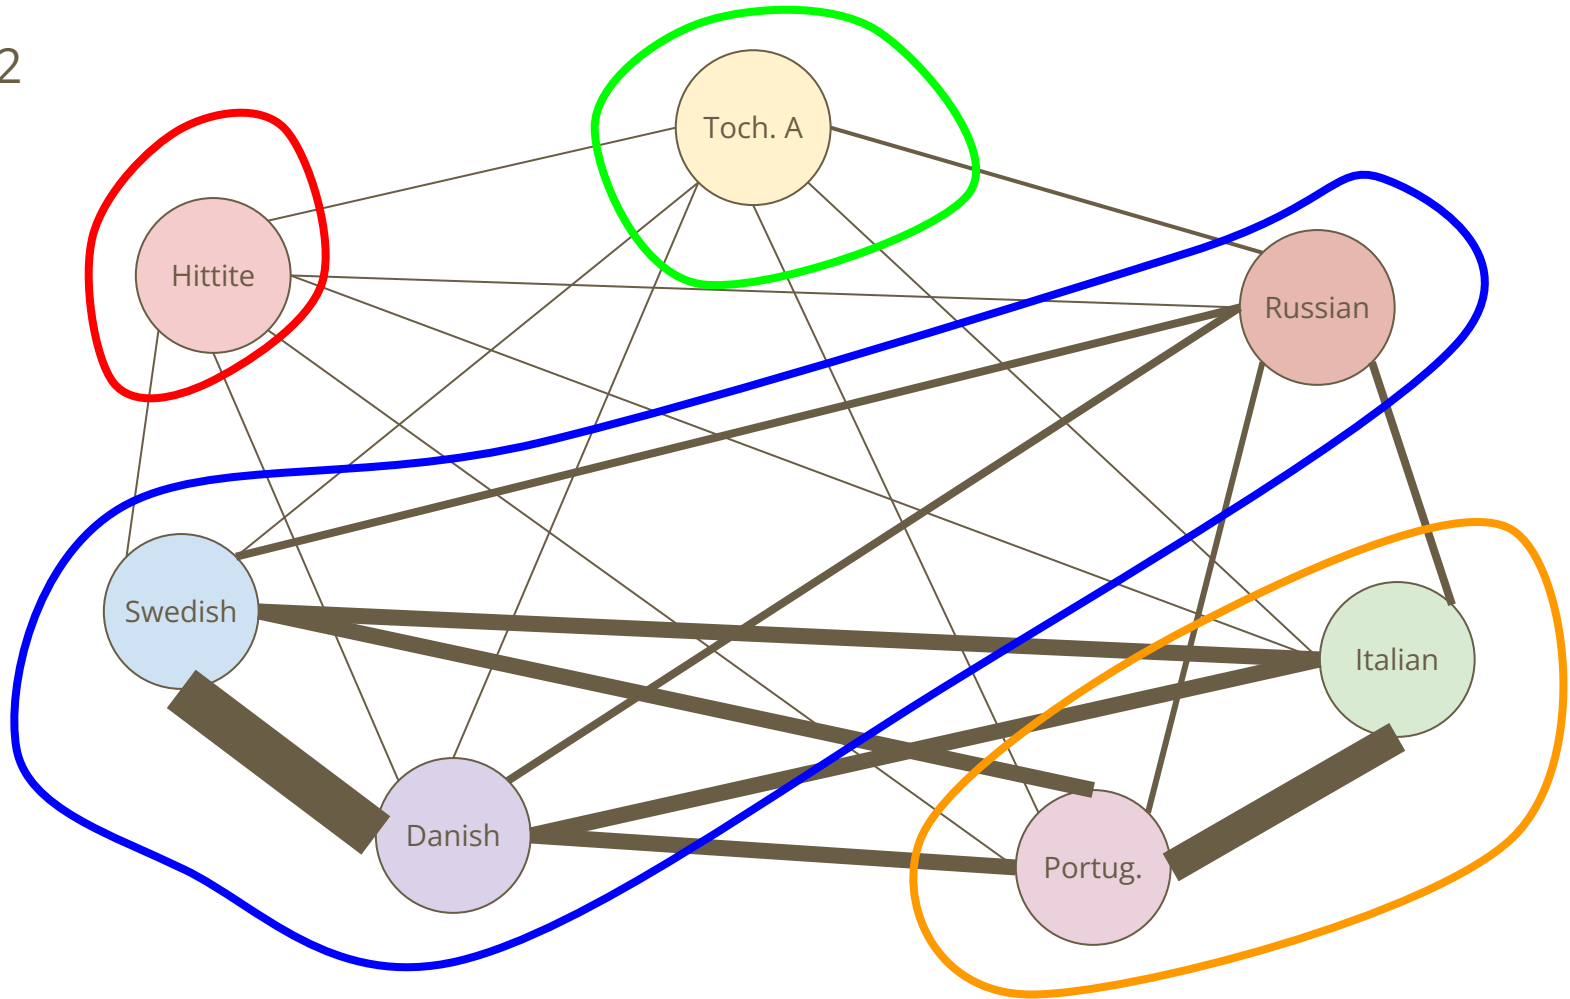 2
Toch. A
Hittite
Russian
Swedish
Italian
Danish
Portug.